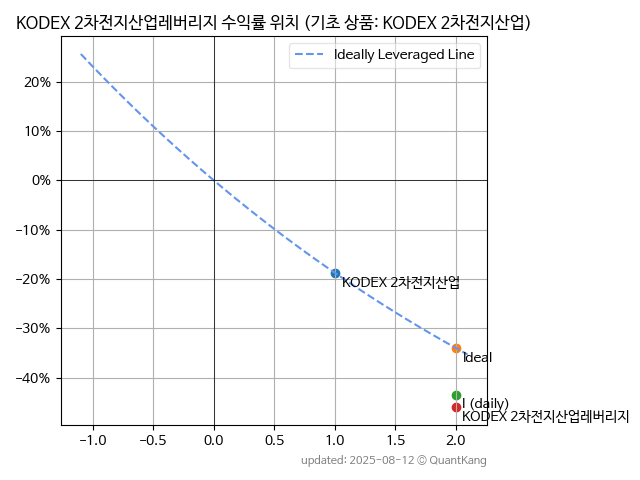 KODEX 2차전지산업레버리지 수익률 위치 (기초 상품: KODEX 2차전지산업)
Ideally Leveraged Line
20%
10%
0%
−10%
−20%
−30%
−40%
KODEX 2차전지산업
Ideal
l (daily)
KODEX 2차전지산업레버리지
−1.0
−0.5
0.0
0.5
1.0
1.5
2.0
updated: 2025-08-12 © QuantKang